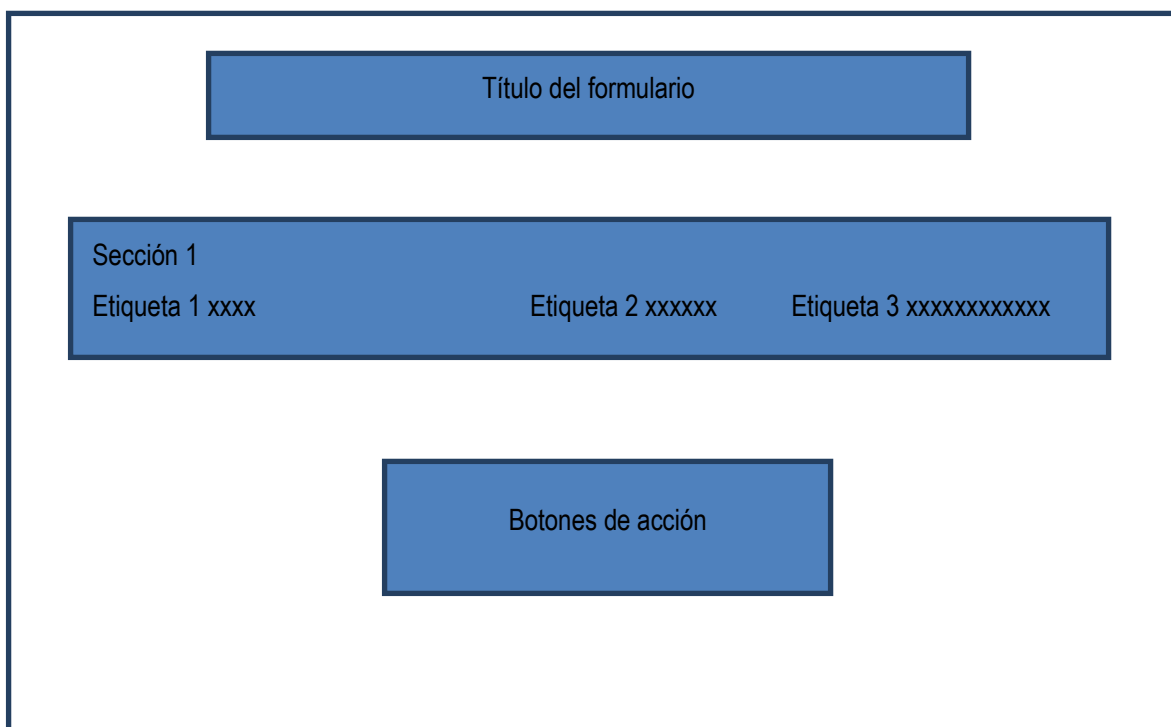 Título del formulario
Sección 1
Etiqueta 1 xxxx Etiqueta 2 xxxxxx Etiqueta 3 xxxxxxxxxxxx
Botones de acción